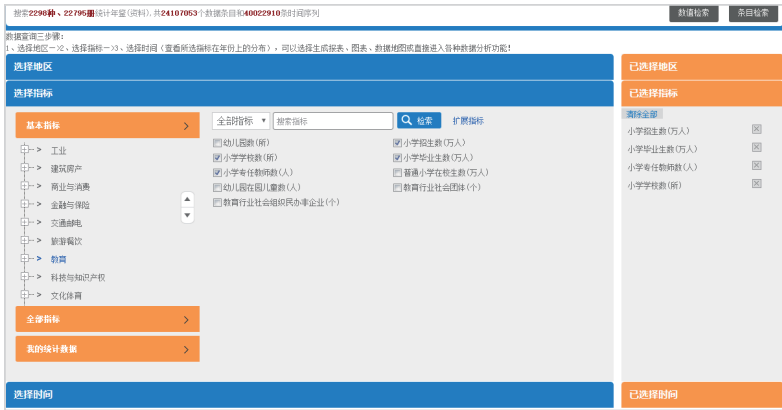 搜索2298种、22795册统计年鉴(资料),共24107053个数据条目和40022910条时间序列
数值检索
条目检索
数据查询三步骤:
1、选择地区—>2、选择指标—>3、选择时间(查看所选指标在年份上的分布),可以选择生成报表、图表、数据地图或直接进入各种数据分析功能!
选择地区
已选择地区
选择指标
已选择指标
基本指标 >
> 工业
> 建筑房产
> 商业与消费
> 金融与保险
> 交通邮电
> 旅游餐饮
> 教育
> 科技与知识产权
> 文化体育
全部指标 >
我的统计数据 >
全部指标
搜索指标
检索
扩展指标
幼儿园数(所)
小学招生数(万人)
小学学校数(所)
小学毕业生数(万人)
小学专任教师数(人)
普通小学在校生数(万人)
幼儿园在园儿童数(人)
教育行业社会团体(个)
教育行业社会组织民办非企业(个)
清除全部
小学招生数(万人)
小学毕业生数(万人)
小学专任教师数(人)
小学学校数(所)
选择时间
已选择时间